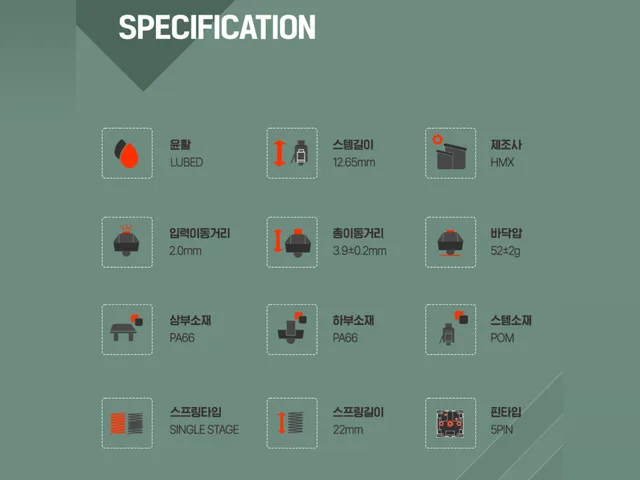 SPECIFICATION
윤활
LUBED
스템길이
12.65mm
제조사
HMX
입력이동거리
2.0mm
총이동거리
3.9±0.2mm
바닥압
52±2g
상부소재
PA66
하부소재
PA66
스템소재
POM
스프링타입
SINGLE STAGE
스프링길이
22mm
핀타입
5PIN